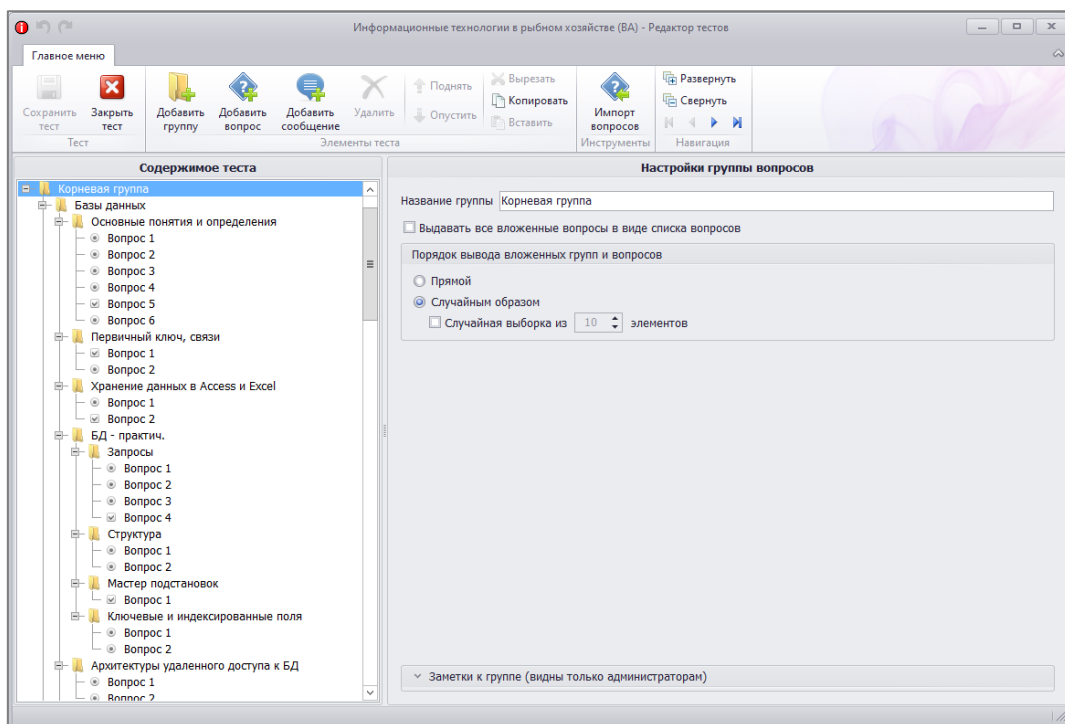 Информационные технологии в рыбном хозяйстве (ВА) - Редактор тестов
Главное меню
Сохранить тест
Закрыть тест
Добавить группу
Добавить вопрос
Добавить сообщение
Удалить
Поднять
Опустить
Вырезать
Копировать
Вставить
Импорт вопросов
Развернуть
Свернуть
Тест
Элементы теста
Инструменты
Навигация
Содержимое теста
Корневая группа
Базы данных
Основные понятия и определения
Вопрос 1
Вопрос 2
Вопрос 3
Вопрос 4
Вопрос 5
Вопрос 6
Первичный ключ, связи
Вопрос 1
Вопрос 2
Хранение данных в Access и Excel
Вопрос 1
Вопрос 2
БД - практич.
Запросы
Вопрос 1
Вопрос 2
Вопрос 3
Вопрос 4
Структура
Вопрос 1
Вопрос 2
Мастер подстановок
Вопрос 1
Ключевые и индексированные поля
Вопрос 1
Вопрос 2
Архитектуры удаленного доступа к БД
Вопрос 1
Вопрос 2
Настройки группы вопросов
Название группы Корневая группа
Выдавать все вложенные вопросы в виде списка вопросов
Порядок вывода вложенных групп и вопросов
Прямой
Случайным образом
Случайная выборка из 10 элементов
Заметки к группе (видны только администраторам)